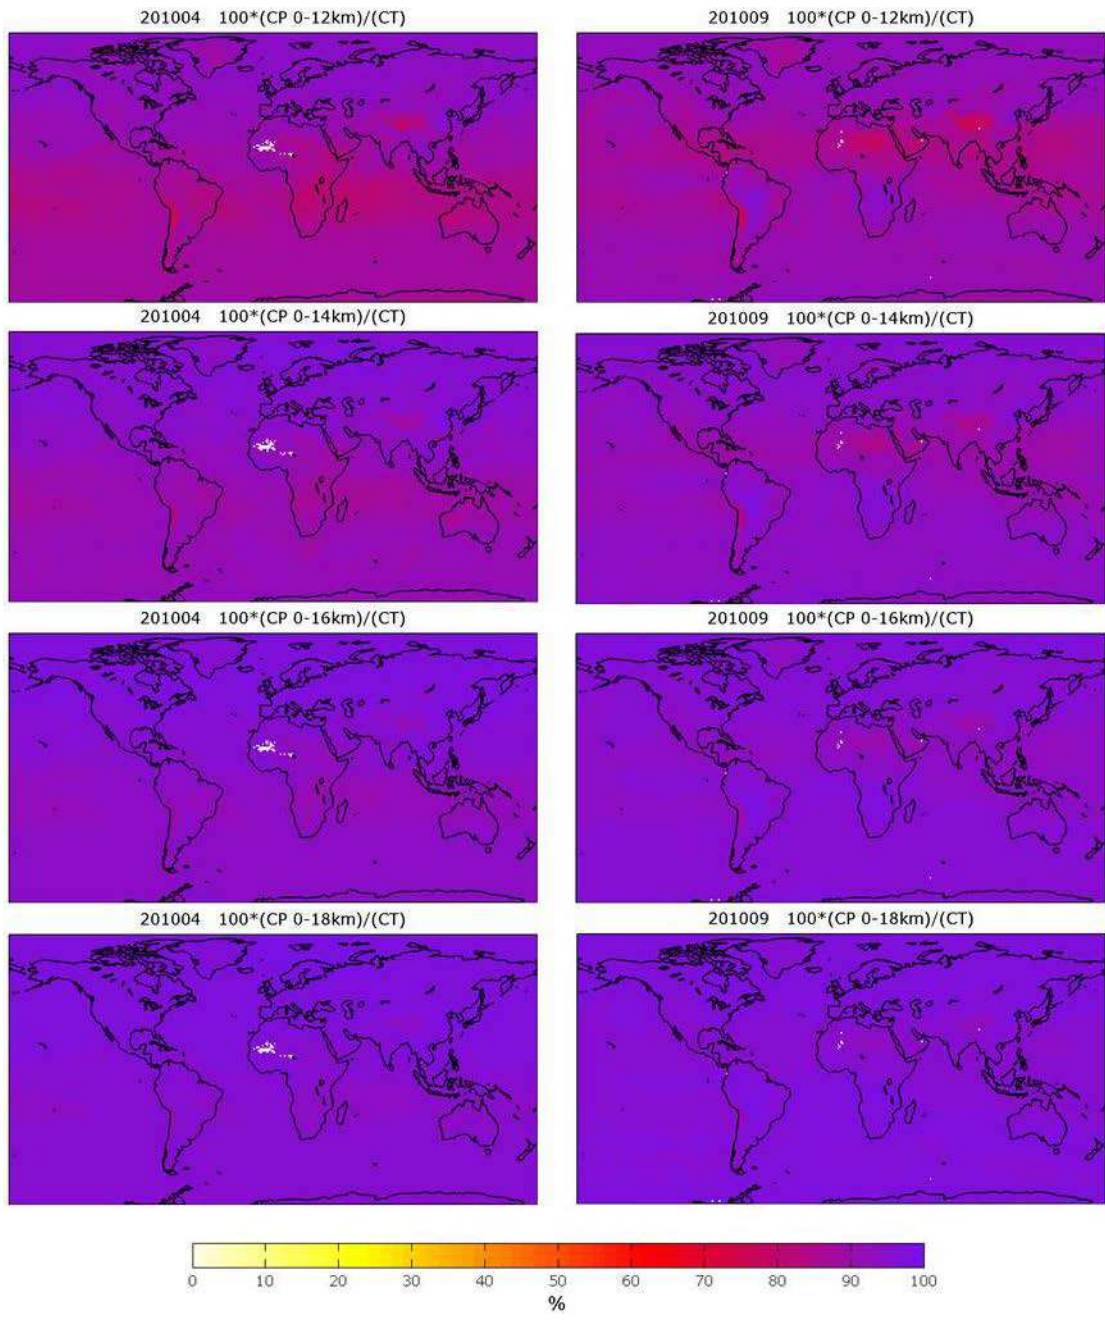 201004 100*(CP 0-12km)/(CT)
201009 100*(CP 0-12km)/(CT)
201004 100*(CP 0-14km)/(CT)
201009 100*(CP 0-14km)/(CT)
201004 100*(CP 0-16km)/(CT)
201009 100*(CP 0-16km)/(CT)
201004 100*(CP 0-18km)/(CT)
201009 100*(CP 0-18km)/(CT)
0 10 20 30 40 50 60 70 80 90 100
%